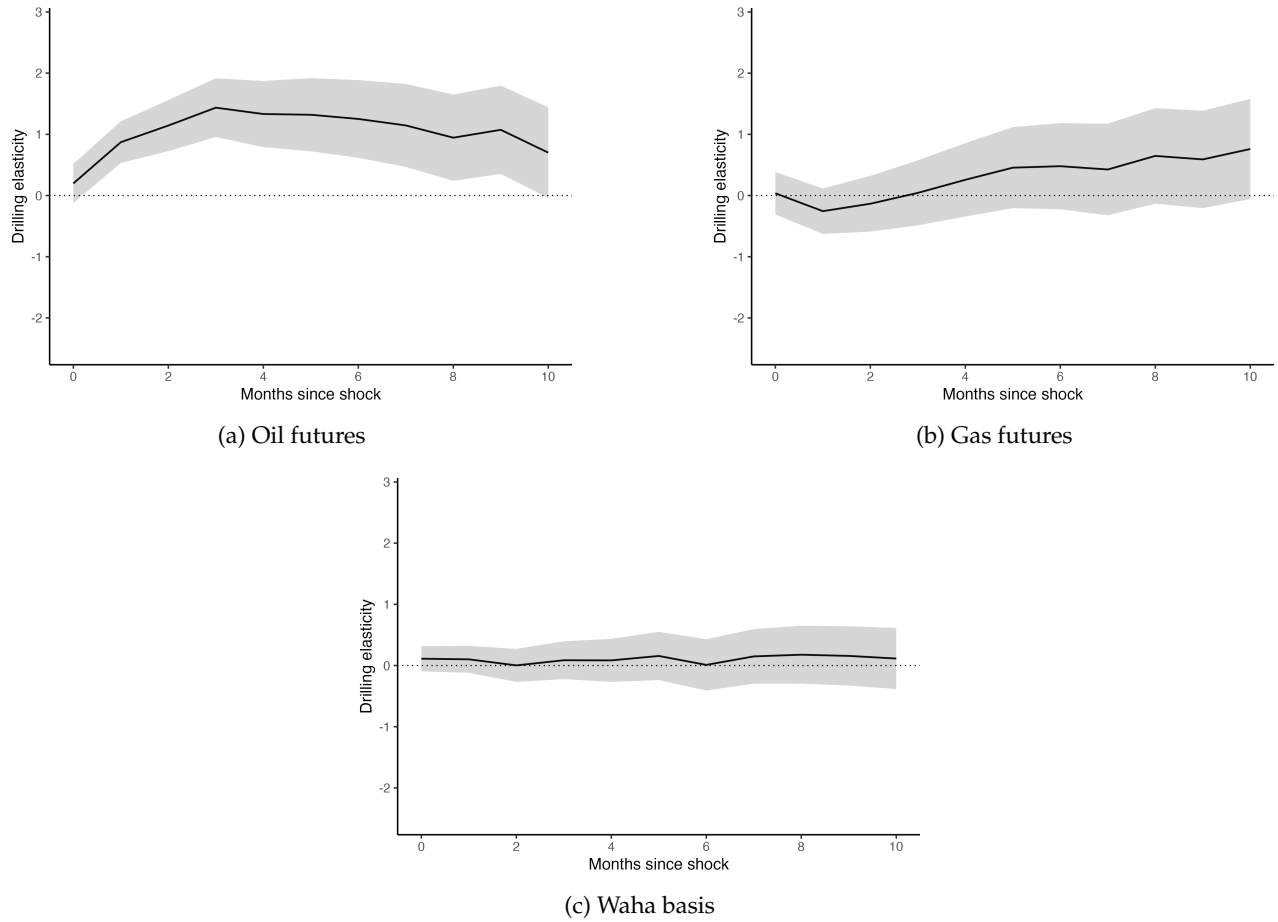 3
2
1
0
-1
-2
Drilling elasticity
0 2 4 6 8 10
Months since shock
(a) Oil futures
3
2
1
0
-1
-2
Drilling elasticity
0 2 4 6 8 10
Months since shock
(b) Gas futures
3
2
1
0
-1
-2
Drilling elasticity
0 2 4 6 8 10
Months since shock
(c) Waha basis